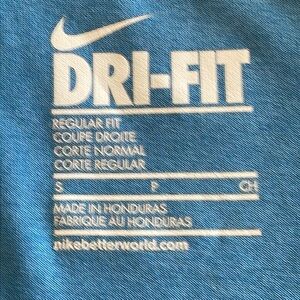 DRI-FIT
REGULAR FIT
COUPE DROITE
CORTE NORMAL
CORTE REGULAR
S P CH
MADE IN HONDURAS
FABRIQUE AU HONDURAS
nikebetterworld.com